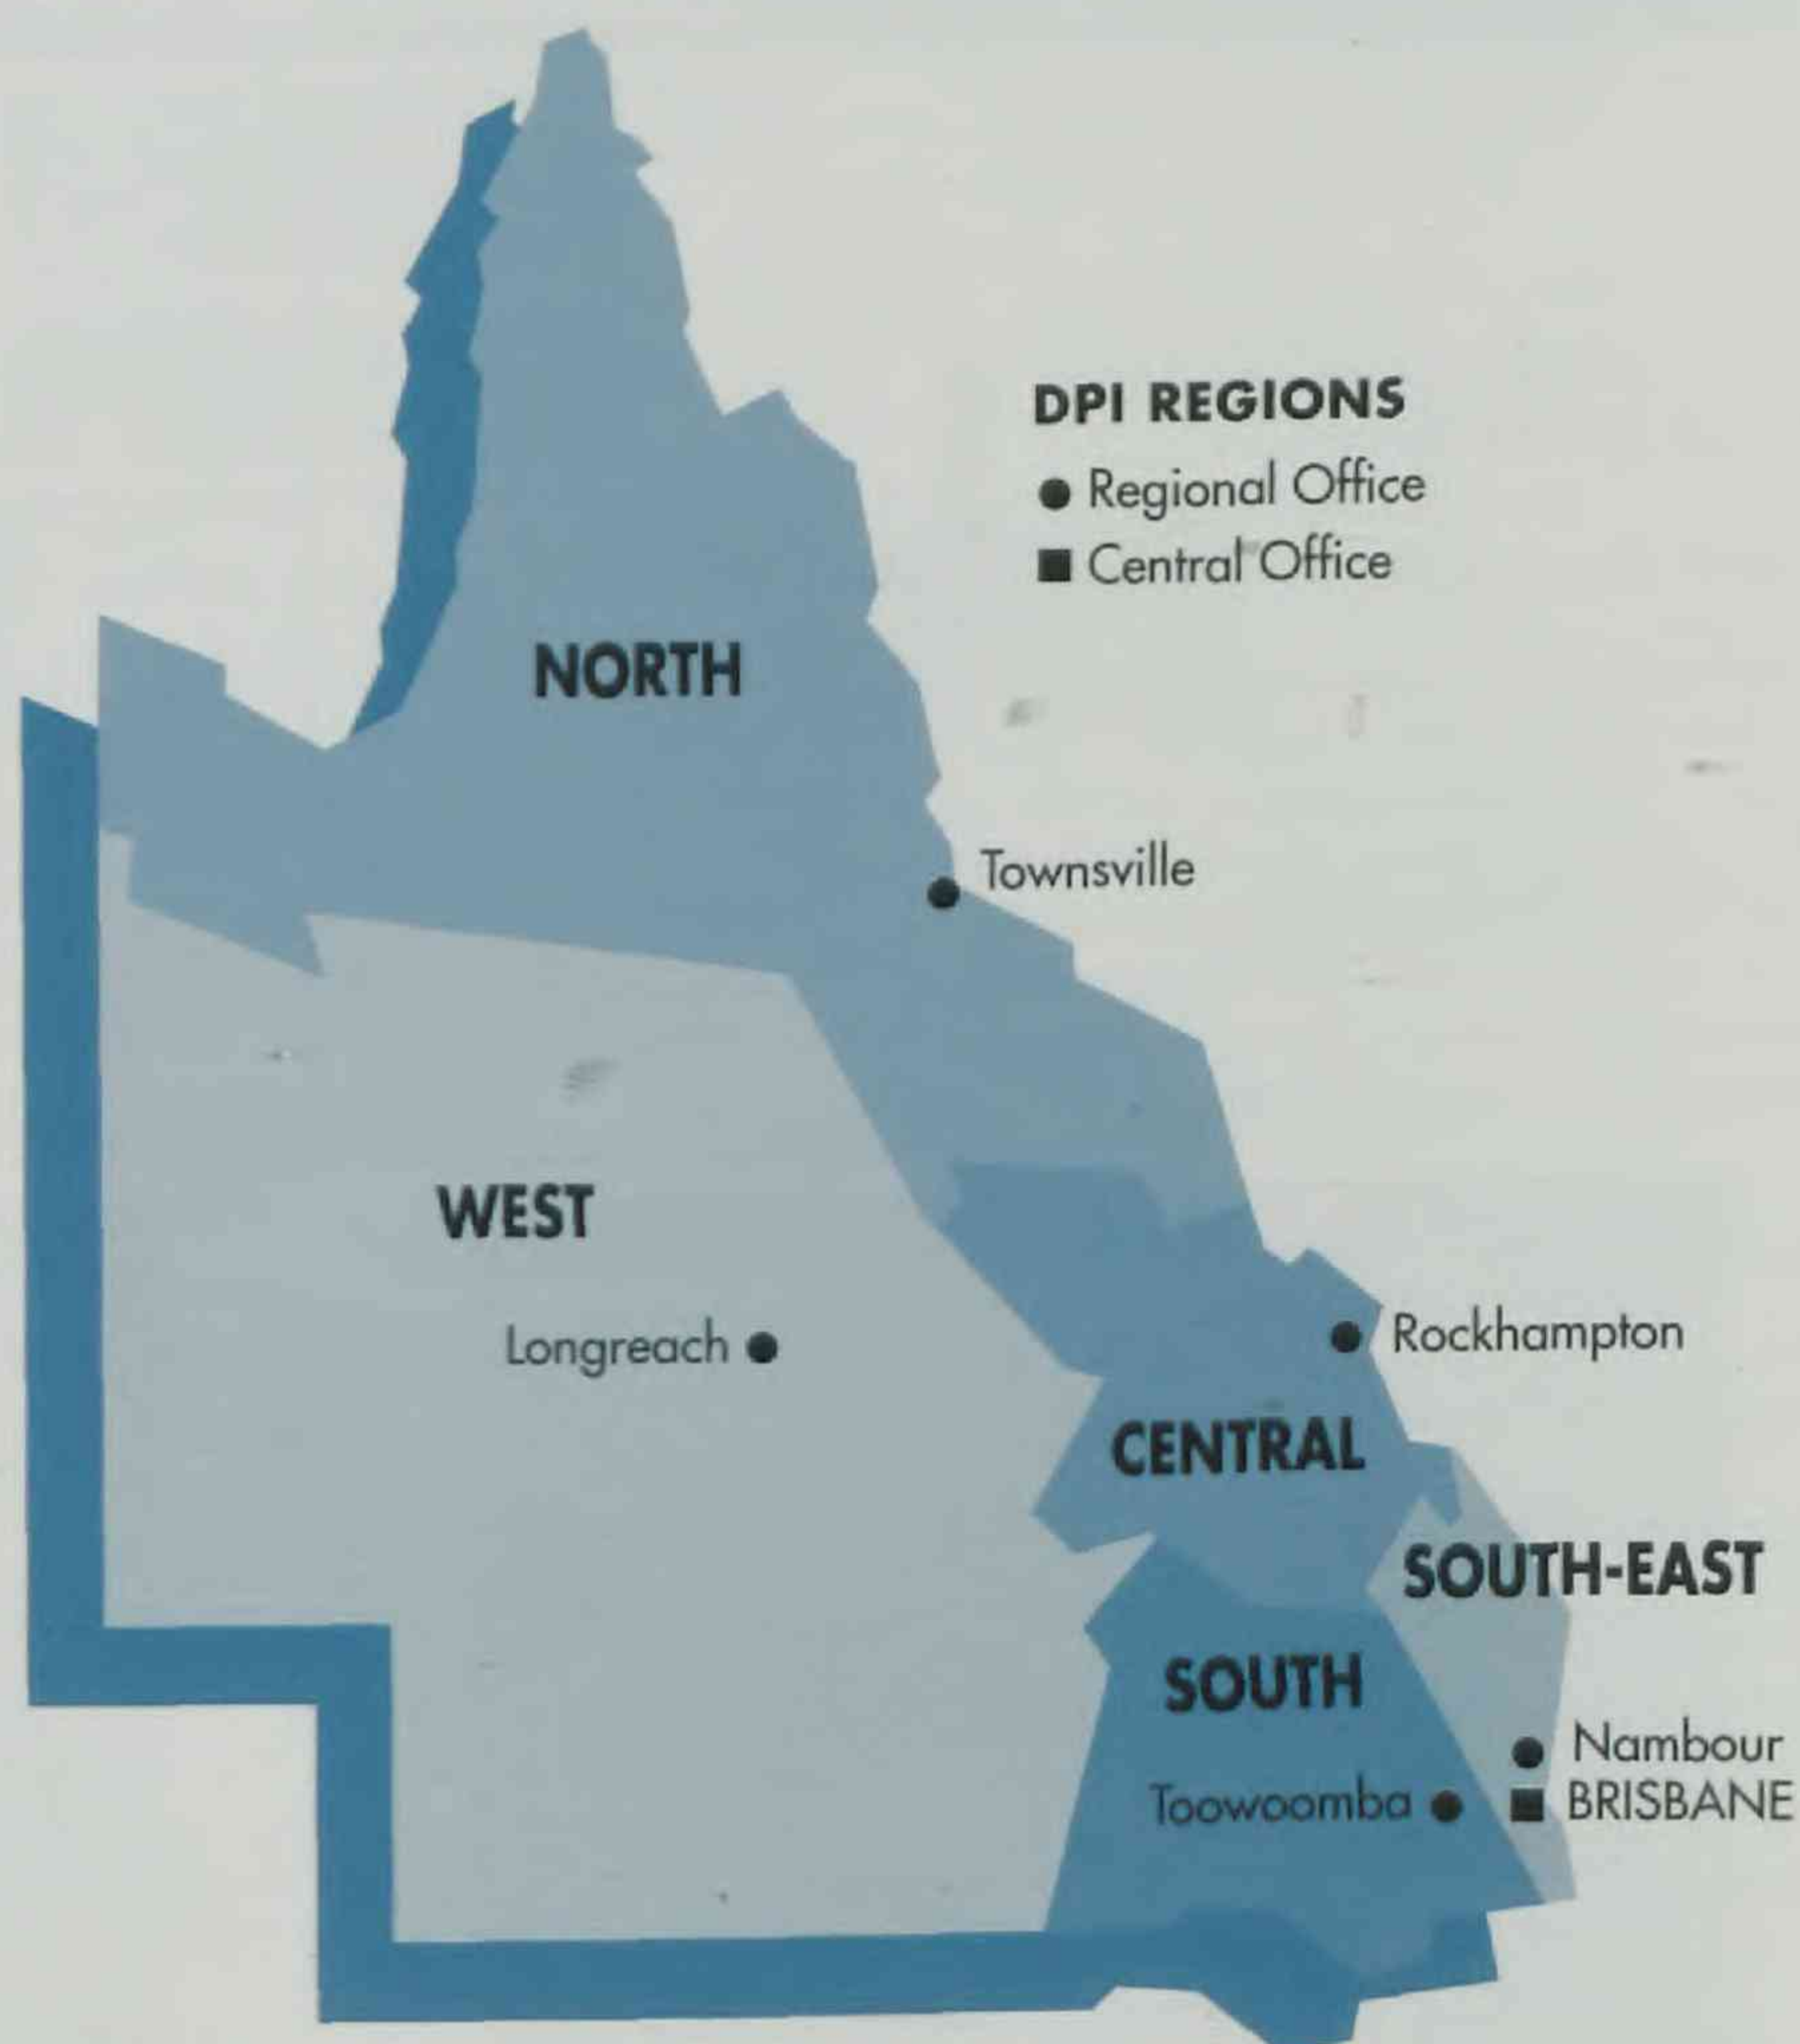 DPI REGIONS
● Regional Office
■ Central Office
NORTH
Townsville
WEST
Longreach
Rockhampton
CENTRAL
SOUTH-EAST
SOUTH
Nambour
Toowoomba
BRISBANE